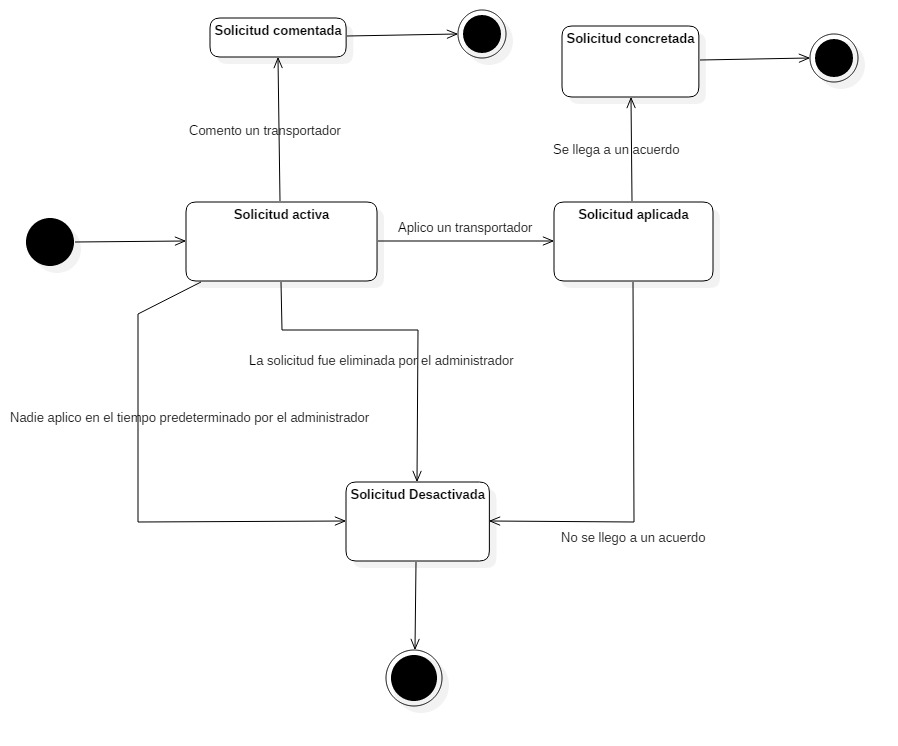 Solicitud comentada
Solicitud concretada
Comento un transportador
Se llega a un acuerdo
Solicitud activa
Aplico un transportador
Solicitud aplicada
La solicitud fue eliminada por el administrador
Nadie aplico en el tiempo predeterminado por el administrador
Solicitud Desactivada
No se llego a un acuerdo